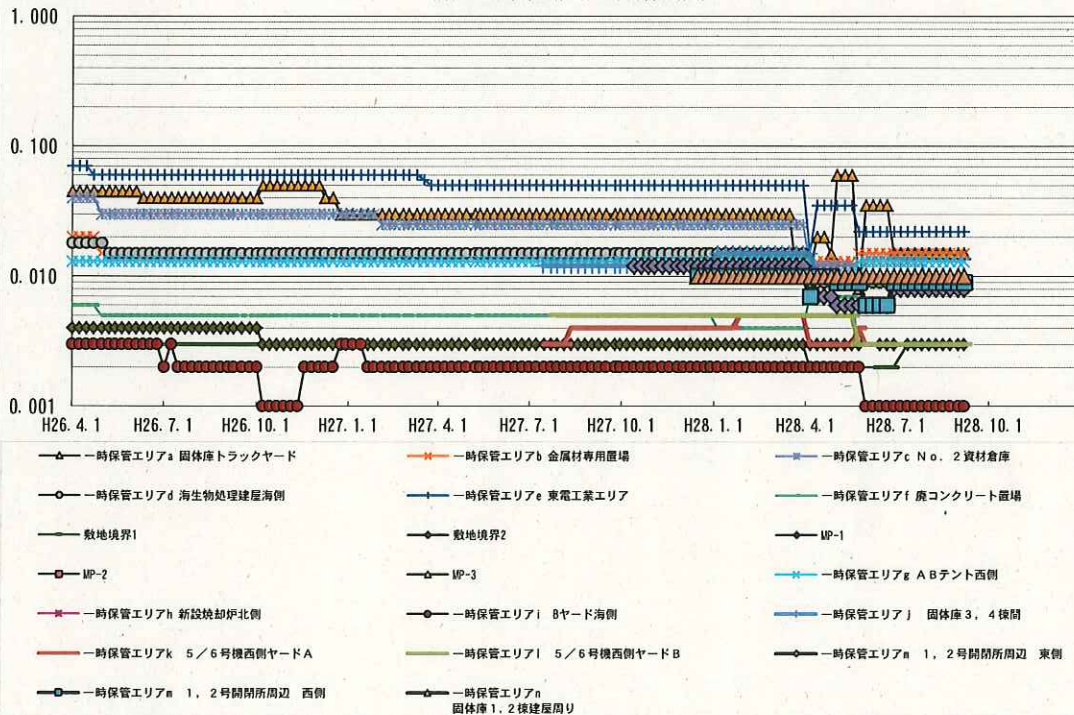 1.000
0.100
0.010
0.001
H26.4.1 H26.7.1 H26.10.1 H27.1.1 H27.4.1 H27.7.1 H27.10.1 H28.1.1 H28.4.1 H28.7.1 H28.10.1
一時保管エリアa 固体庫トラックヤード 一時保管エリアb 金属材専用置場 一時保管エリアc No.2資材倉庫
一時保管エリアd 海生物処理建屋海側 一時保管エリアe 東電工業エリア 一時保管エリアf 廃コンクリート置場
敷地境界1 敷地境界2 MP-1
MP-2 MP-3 一時保管エリアg ABテント西側
一時保管エリアh 新設焼却炉北側 一時保管エリアi Bヤード海側 一時保管エリアj 固体庫3,4棟間
一時保管エリアk 5/6号機西側ヤードA 一時保管エリアl 5/6号機西側ヤードB 一時保管エリアm 1,2号開閉所周辺 東側
一時保管エリアm 1,2号開閉所周辺 西側 一時保管エリアn
固体庫1,2棟建屋周り